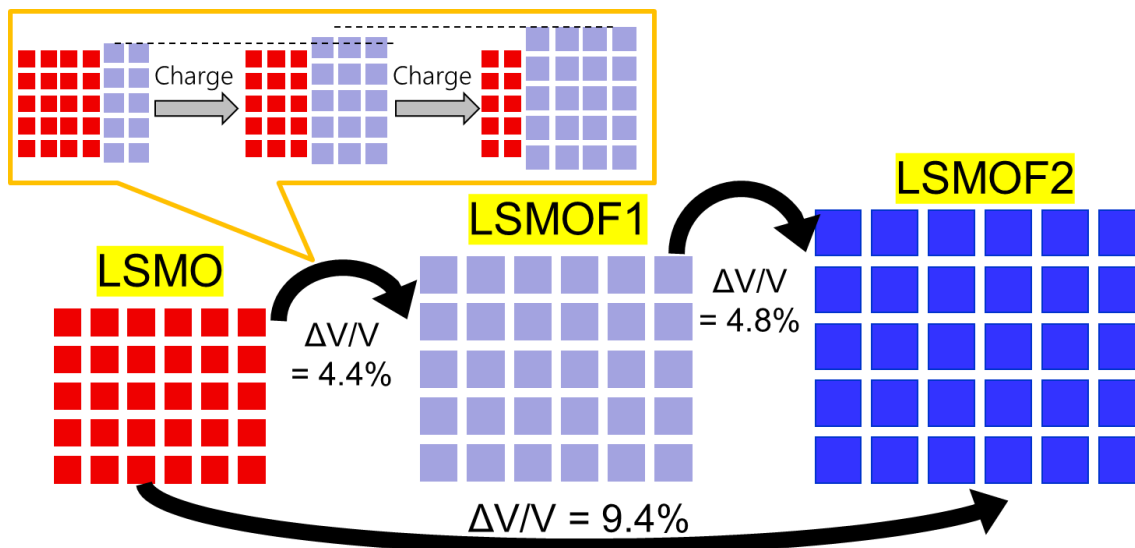 Charge
Charge
LSMO
LSMOF1
LSMOF2
ΔV/V
= 4.4%
ΔV/V
= 4.8%
ΔV/V = 9.4%